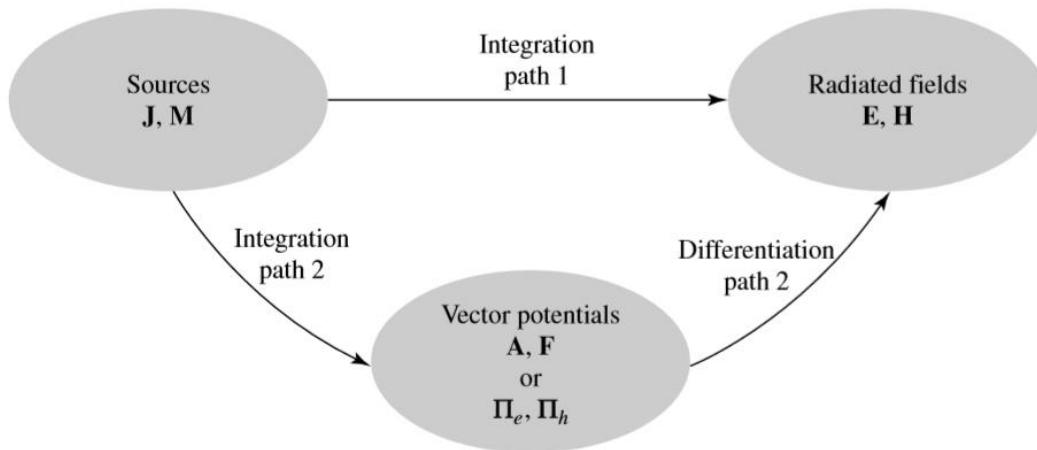 Sources
J, M
Integration
path 1
Radiated fields
E, H
Integration
path 2
Differentiation
path 2
Vector potentials
A, F
or
Πe, Πh